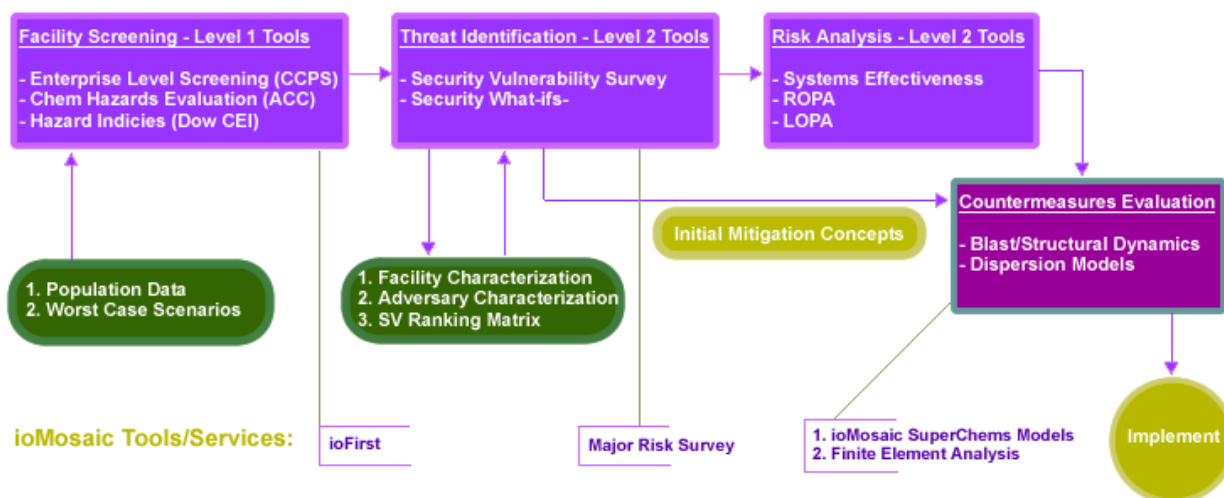 Facility Screening - Level 1 Tools
- Enterprise Level Screening (CCPS)
- Chem Hazards Evaluation (ACC)
- Hazard Indicies (Dow CEI)
Threat Identification - Level 2 Tools
- Security Vulnerability Survey
- Security What-ifs-
Risk Analysis - Level 2 Tools
- Systems Effectiveness
- ROPA
- LOPA
Countermeasures Evaluation
- Blast/Structural Dynamics
- Dispersion Models
Initial Mitigation Concepts
1. Population Data
2. Worst Case Scenarios
1. Facility Characterization
2. Adversary Characterization
3. SV Ranking Matrix
ioMosaic Tools/Services:
ioFirst
Major Risk Survey
1. ioMosaic SuperChems Models
2. Finite Element Analysis
Implement